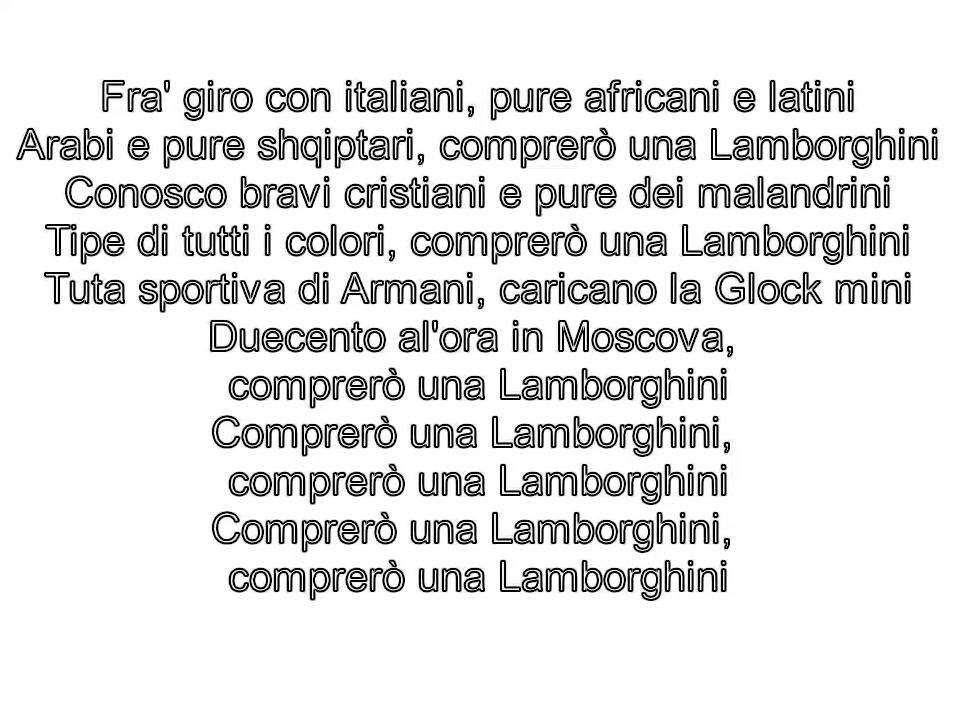 Fra' giro con italiani, pure africani e latini
Arabi e pure shqiptari, comprerò una Lamborghini
Conosco bravi cristiani e pure dei malandrini
Tipe di tutti i colori, comprerò una Lamborghini
Tuta sportiva di Armani, caricano la Glock mini
Duecento al'ora in Moscova,
comprerò una Lamborghini
Comprerò una Lamborghini,
comprerò una Lamborghini
Comprerò una Lamborghini,
comprerò una Lamborghini